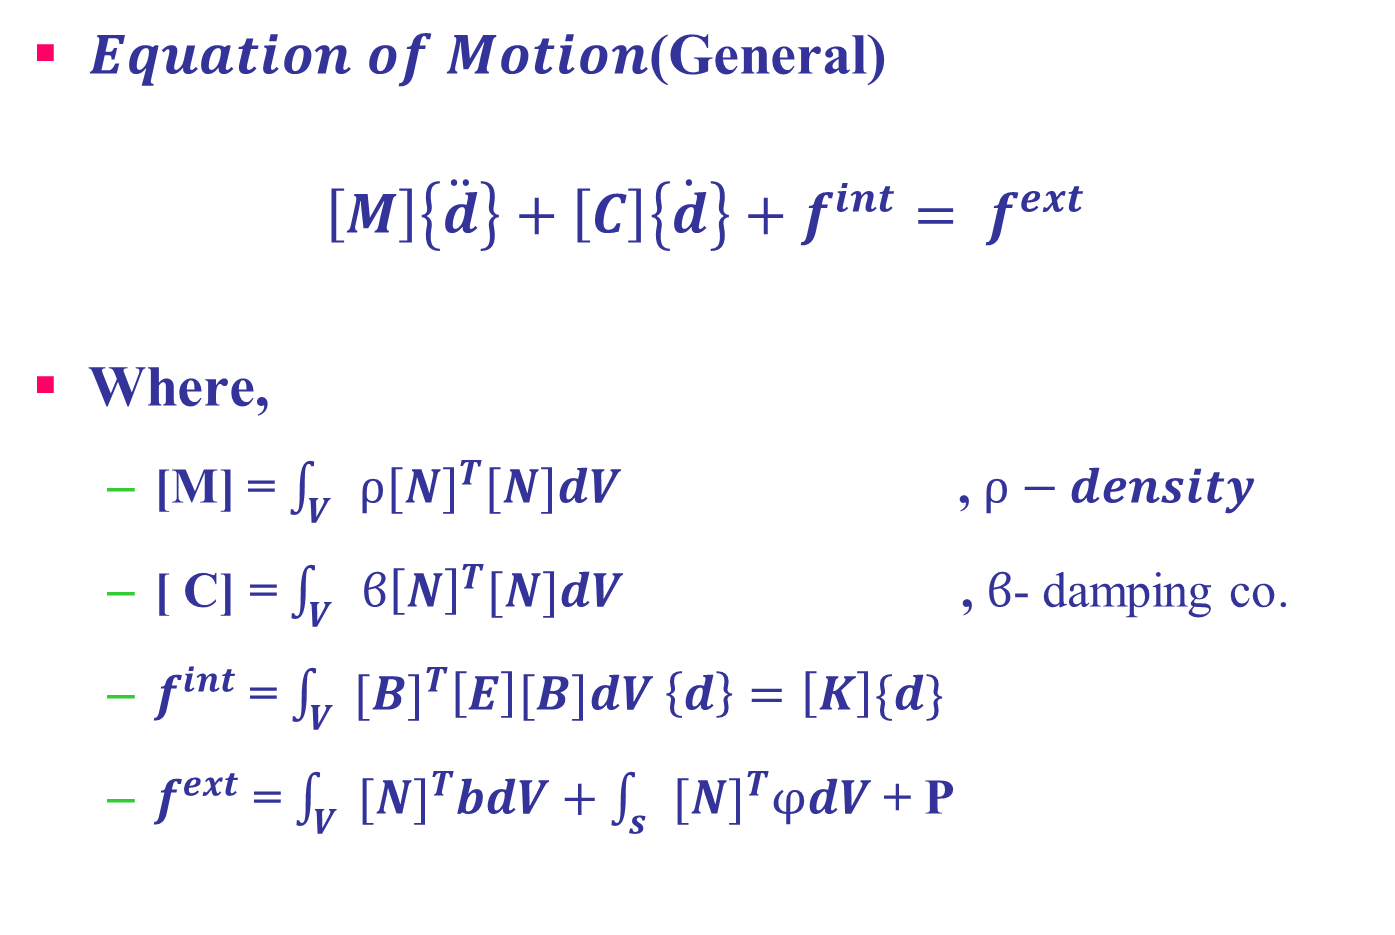 ▪ Equation of Motion(General)
[M]{d̈} + [C]{ḋ} + f^{int} = f^{ext}
▪ Where,
– [M] = ∫_V ρ[N]^T[N]dV , ρ − density
– [ C] = ∫_V ϐ[N]^T[N]dV , ϐ- damping co.
– f^{int} = ∫_V [B]^T[E][B]dV {d} = [K]{d}
– f^{ext} = ∫_V [N]^T bdV + ∫_s [N]^T φdV + P